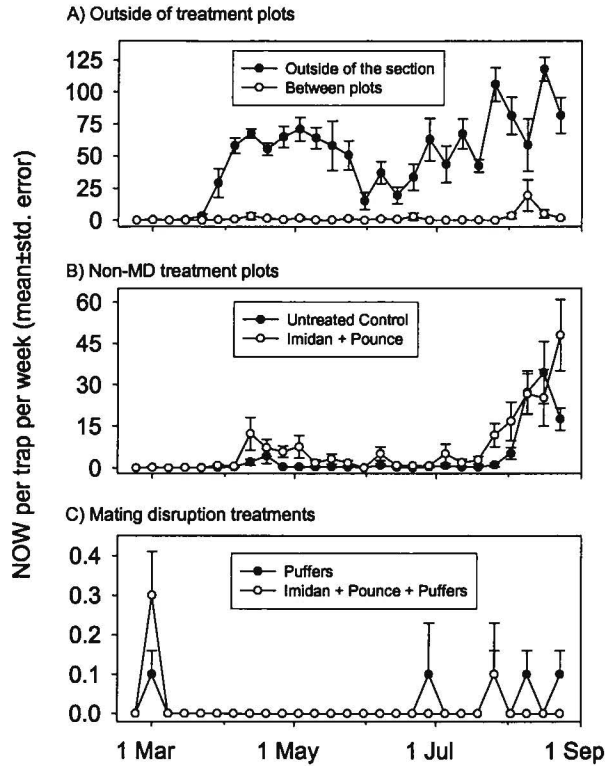 A) Outside of treatment plots
125
100
75
50
25
0
Outside of the section
Between plots
NOW per trap per week (mean±std. error)
B) Non-MD treatment plots
60
45
30
15
0
Untreated Control
Imidan + Pounce
C) Mating disruption treatments
0.4
0.3
0.2
0.1
0.0
Puffers
Imidan + Pounce + Puffers
1 Mar 1 May 1 Jul 1 Sep